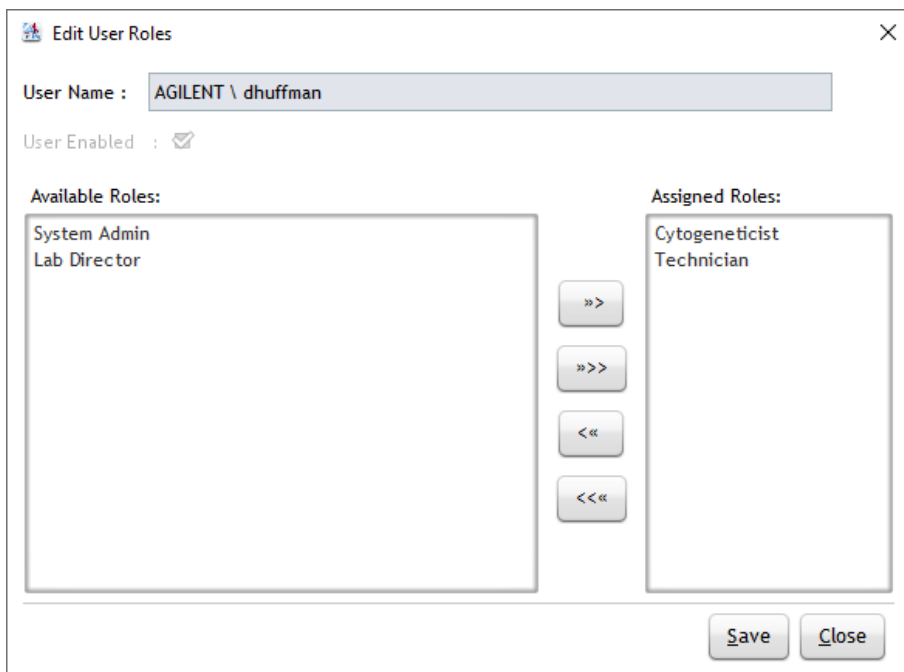 Edit User Roles
User Name :
AGILENT \ dhuffman
User Enabled :
Available Roles:
System Admin
Lab Director
»>
»>>
<«
<<«
Assigned Roles:
Cytogeneticist
Technician
Save
Close